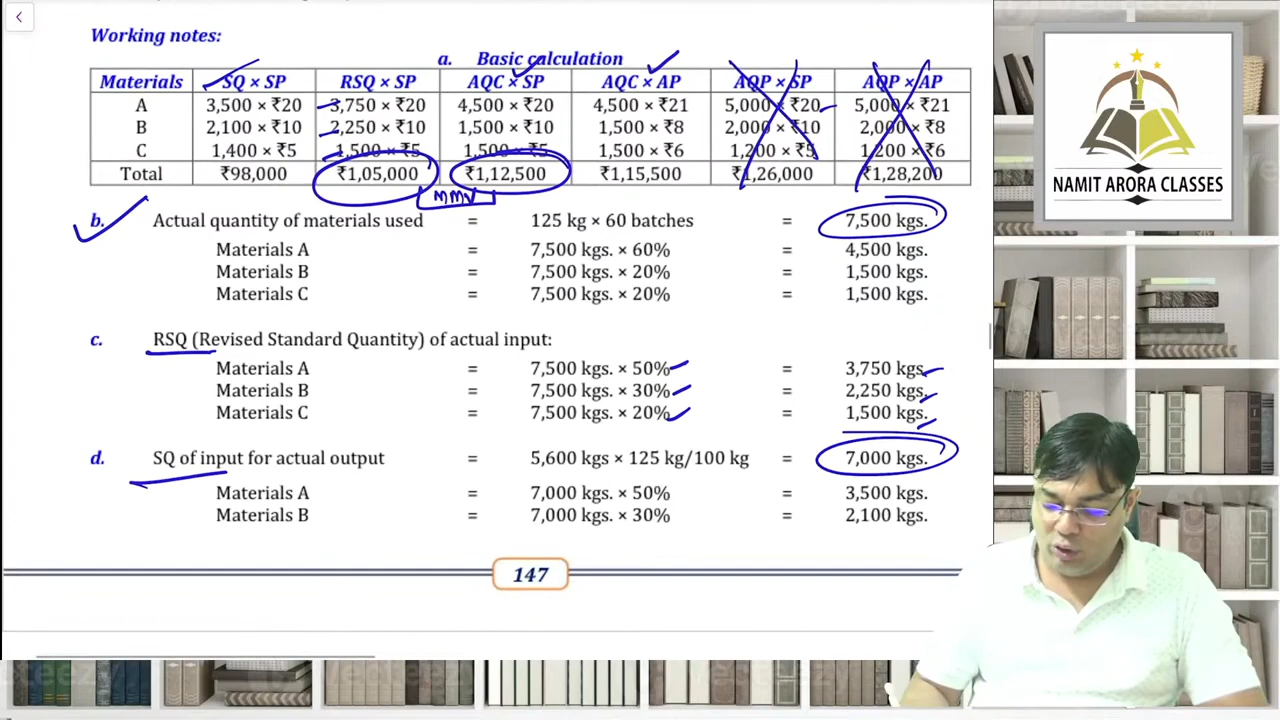 Working notes:
a. Basic calculation
Materials SQ × SP RSQ × SP AQC × SP AQC × AP AQP × SP AQP × AP
A 3,500 × ₹20 3,750 × ₹20 4,500 × ₹20 4,500 × ₹21 5,000 × ₹20 5,000 × ₹21
B 2,100 × ₹10 2,250 × ₹10 1,500 × ₹10 1,500 × ₹8 2,000 × ₹10 2,000 × ₹8
C 1,400 × ₹5 1,500 × ₹5 1,500 × ₹5 1,500 × ₹6 1,200 × ₹5 1,200 × ₹6
Total ₹98,000 ₹1,05,000 ₹1,12,500 ₹1,15,500 ₹1,26,000 ₹1,28,200
MMV
b. Actual quantity of materials used = 125 kg × 60 batches = 7,500 kgs.
Materials A = 7,500 kgs. × 60% = 4,500 kgs.
Materials B = 7,500 kgs. × 20% = 1,500 kgs.
Materials C = 7,500 kgs. × 20% = 1,500 kgs.
c. RSQ (Revised Standard Quantity) of actual input:
Materials A = 7,500 kgs. × 50% = 3,750 kgs.
Materials B = 7,500 kgs. × 30% = 2,250 kgs.
Materials C = 7,500 kgs. × 20% = 1,500 kgs.
d. SQ of input for actual output = 5,600 kgs × 125 kg/100 kg = 7,000 kgs.
Materials A = 7,000 kgs. × 50% = 3,500 kgs.
Materials B = 7,000 kgs. × 30% = 2,100 kgs.
147
NAMIT ARORA CLASSES